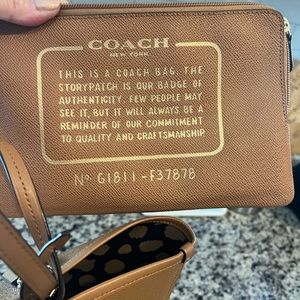 COACH
NEW YORK
THIS IS A COACH BAG. THE
STORYPATCH IS OUR BADGE OF
AUTHENTICITY. FEW PEOPLE MAY
SEE IT, BUT IT WILL ALWAYS BE A
REMINDER OF OUR COMMITMENT
TO QUALITY AND CRAFTSMANSHIP.
Nº G1811-F37878